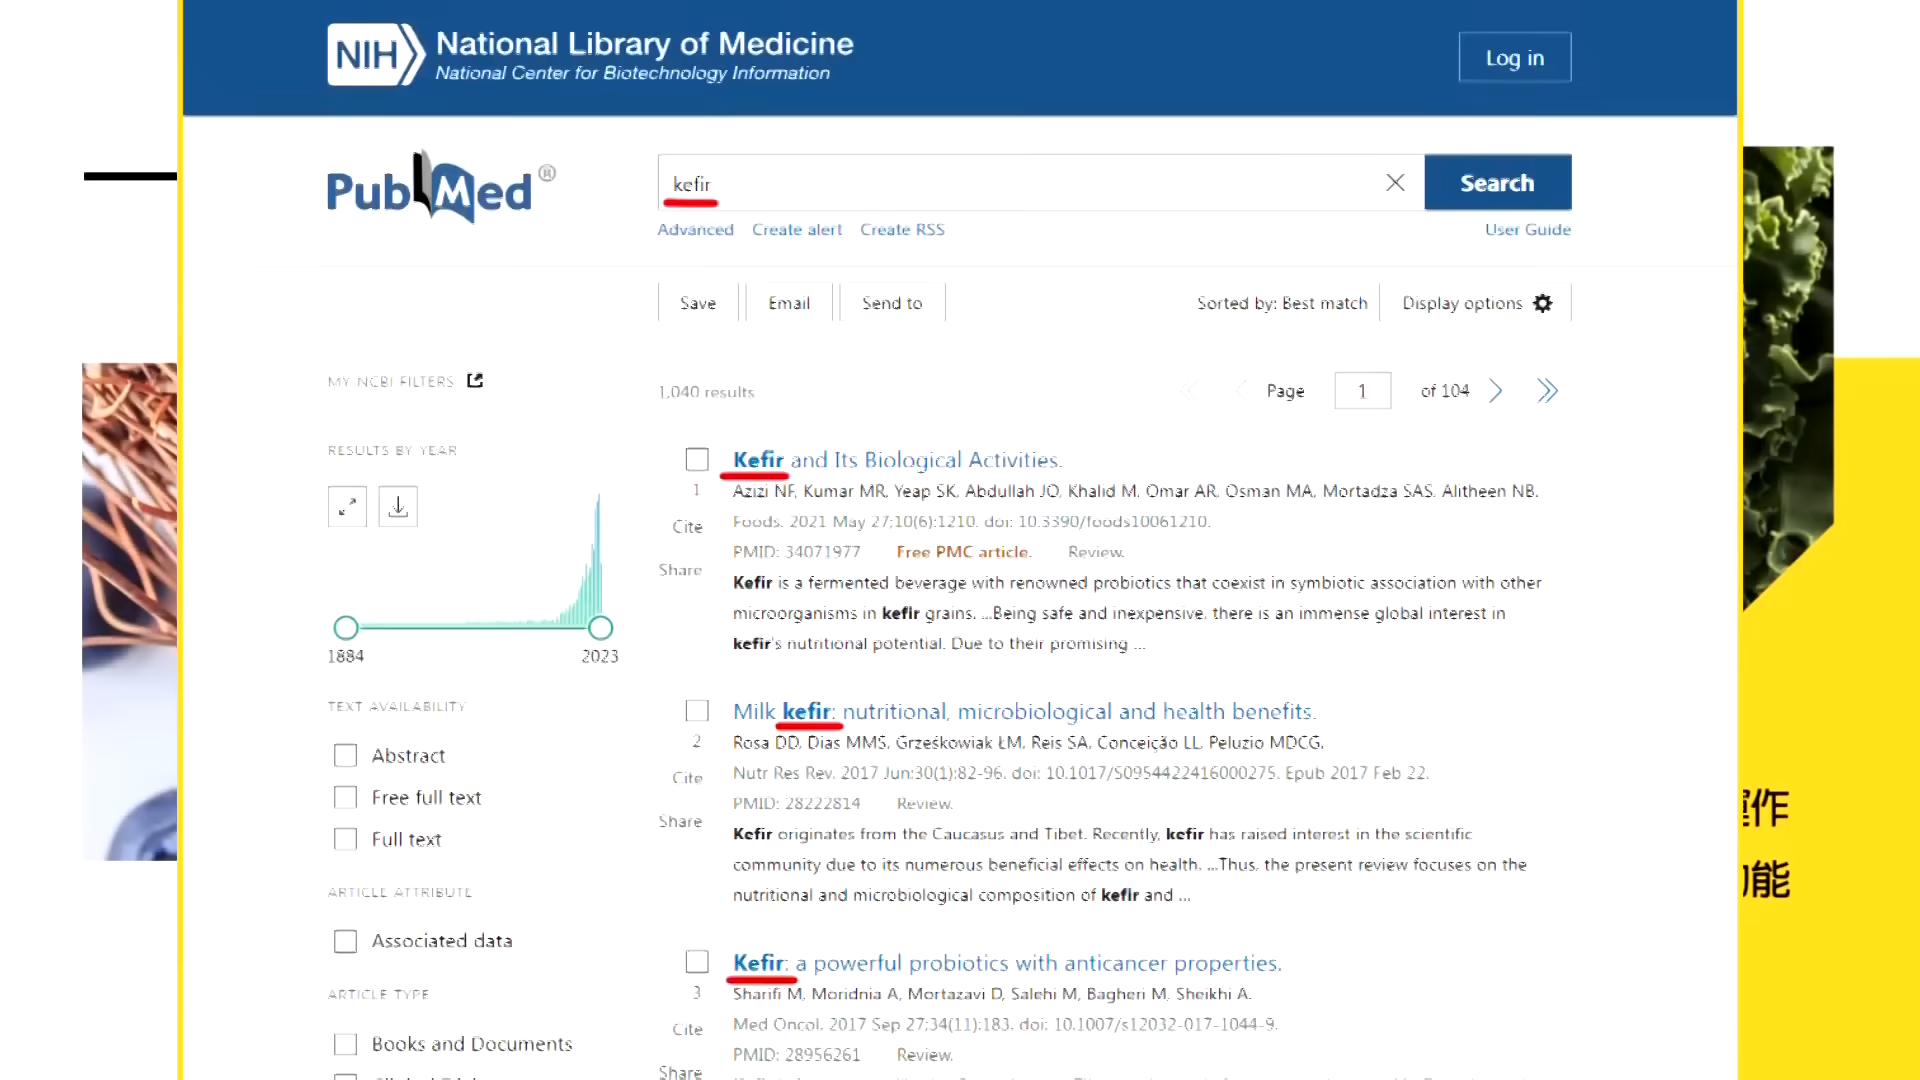 NIH National Library of Medicine
National Center for Biotechnology Information
Log in
PubMed®
kefir
Search
Advanced Create alert Create RSS
User Guide
Save Email Send to
Sorted by: Best match Display options
MY NCBI FILTERS
1,040 results
Page 1 of 104
RESULTS BY YEAR
1884 2023
TEXT AVAILABILITY
Abstract
Free full text
Full text
ARTICLE ATTRIBUTE
Associated data
ARTICLE TYPE
Books and Documents
Kefir and Its Biological Activities.
1
Azizi NF, Kumar MR, Yeap SK, Abdullah JO, Khalid M, Omar AR, Osman MA, Mortadza SAS, Alitheen NB.
Cite
Foods. 2021 May 27;10(6):1210. doi: 10.3390/foods10061210.
PMID: 34071977 Free PMC article. Review.
Share
Kefir is a fermented beverage with renowned probiotics that coexist in symbiotic association with other
microorganisms in kefir grains. ...Being safe and inexpensive, there is an immense global interest in
kefir's nutritional potential. Due to their promising ...
Milk kefir: nutritional, microbiological and health benefits.
2
Rosa DD, Dias MMS, Grześkowiak ŁM, Reis SA, Conceição LL, Peluzio MDCG.
Cite
Nutr Res Rev. 2017 Jun;30(1):82-96. doi: 10.1017/S0954422416000275. Epub 2017 Feb 22.
PMID: 28222814 Review.
Share
Kefir originates from the Caucasus and Tibet. Recently, kefir has raised interest in the scientific
community due to its numerous beneficial effects on health. ...Thus, the present review focuses on the
nutritional and microbiological composition of kefir and ...
Kefir: a powerful probiotics with anticancer properties.
3
Sharifi M, Moridnia A, Mortazavi D, Salehi M, Bagheri M, Sheikhi A.
Cite
Med Oncol. 2017 Sep 27;34(11):183. doi: 10.1007/s12032-017-1044-9.
PMID: 28956261 Review.
Share
作
能